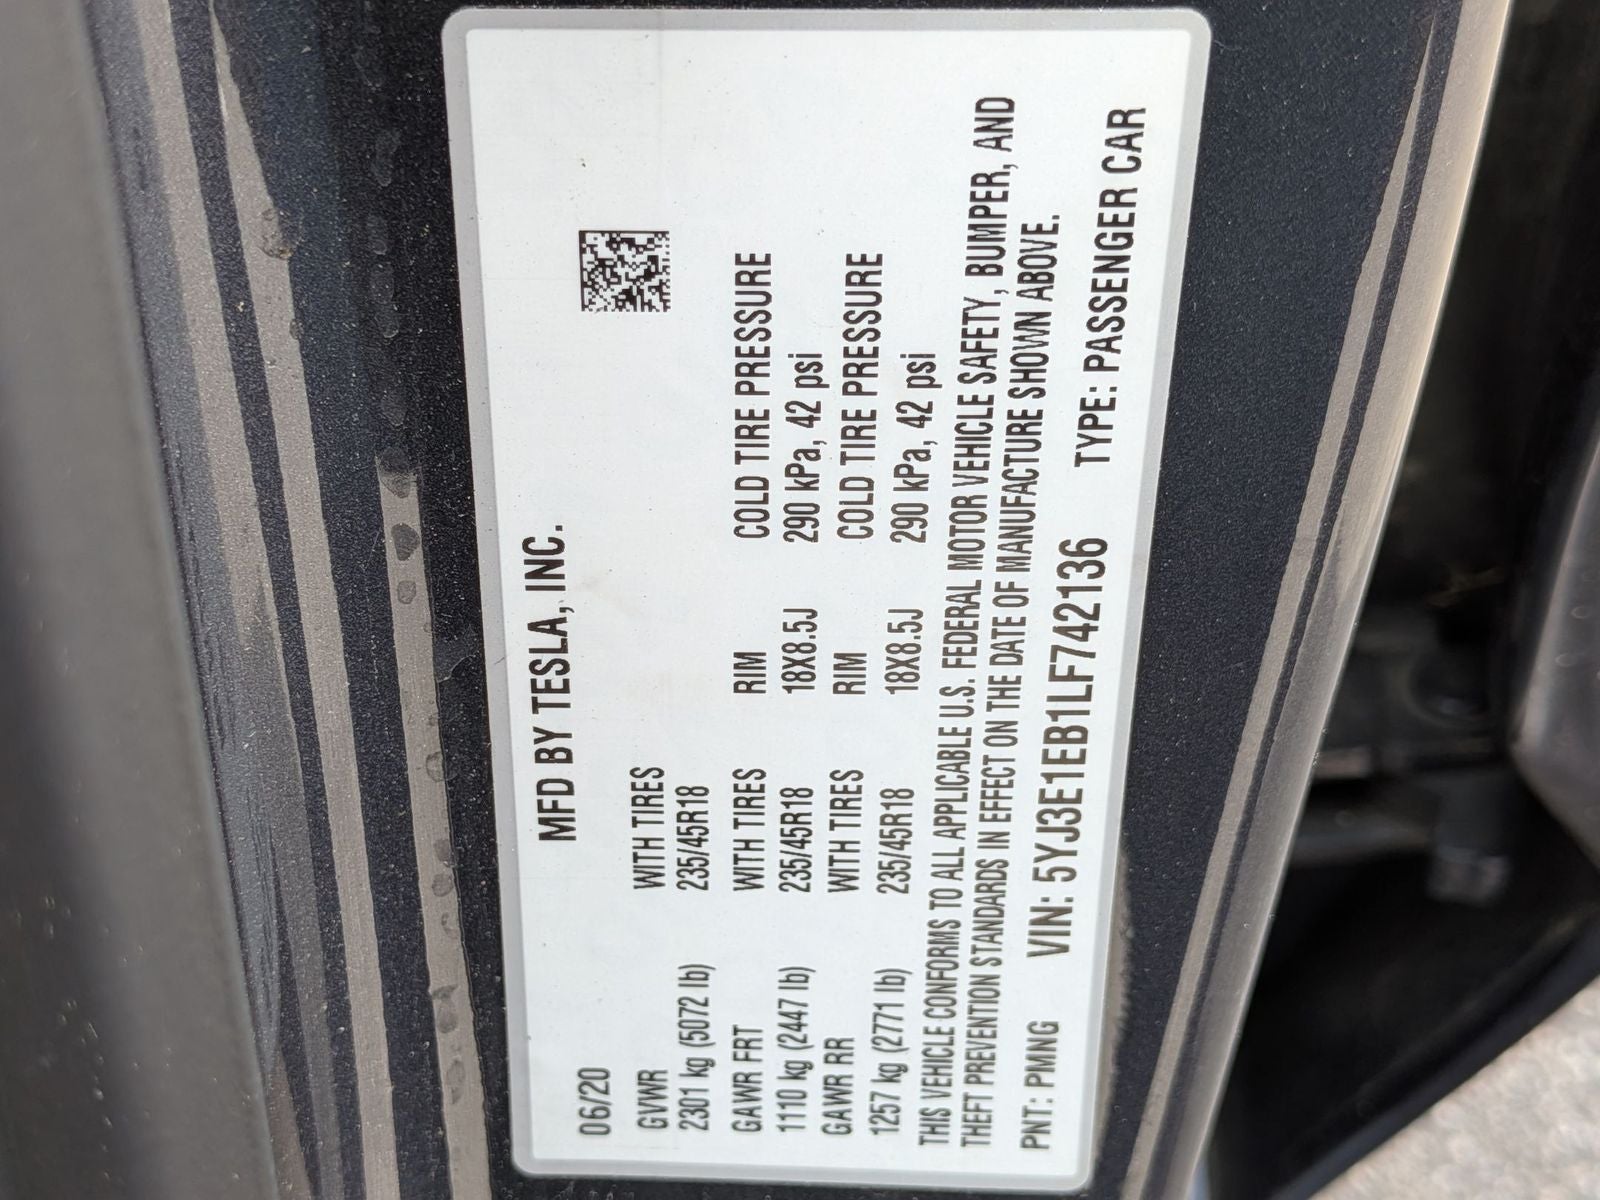 MFD BY TESLA, INC.
06/20
GVWR WITH TIRES
2301 kg (5072 lb) 235/45R18
GAWR FRT WITH TIRES RIM COLD TIRE PRESSURE
1110 kg (2447 lb) 235/45R18 18X8.5J 290 kPa, 42 psi
GAWR RR WITH TIRES RIM COLD TIRE PRESSURE
1257 kg (2771 lb) 235/45R18 18X8.5J 290 kPa, 42 psi
THIS VEHICLE CONFORMS TO ALL APPLICABLE U.S. FEDERAL MOTOR VEHICLE SAFETY, BUMPER, AND
THEFT PREVENTION STANDARDS IN EFFECT ON THE DATE OF MANUFACTURE SHOWN ABOVE.
PNT: PMNG VIN: 5YJ3E1EB1LF742136 TYPE: PASSENGER CAR